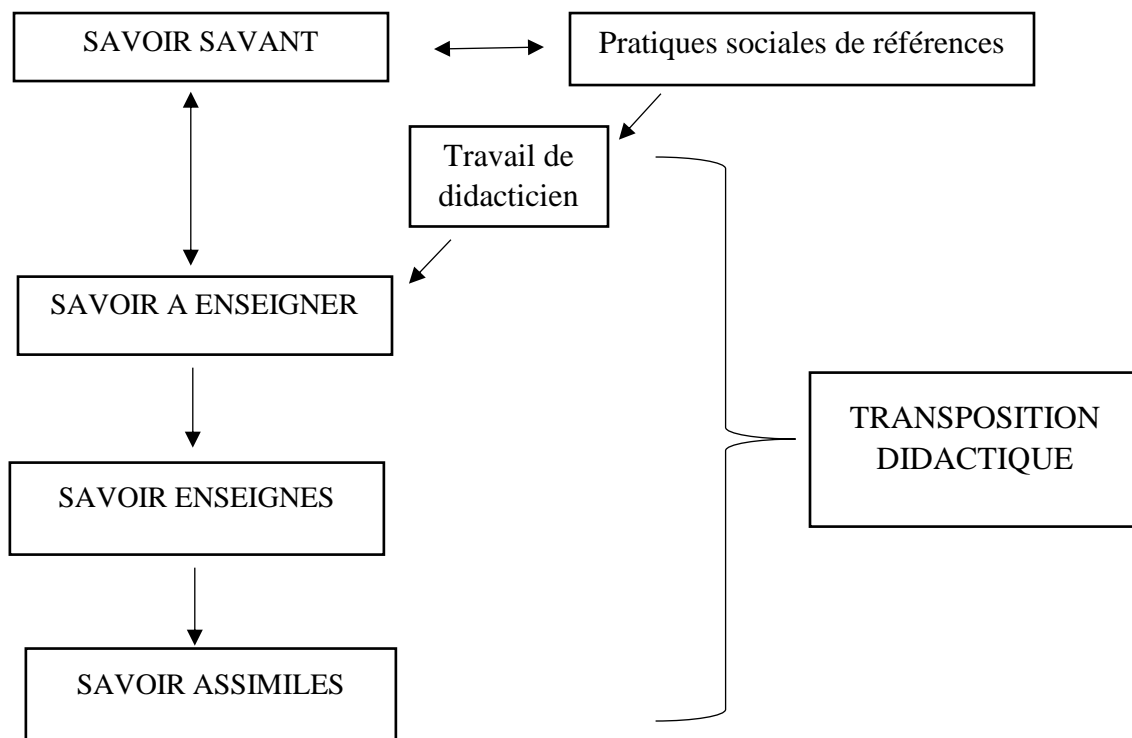 SAVOIR SAVANT
Pratiques sociales de références
Travail de
didacticien
SAVOIR A ENSEIGNER
TRANSPOSITION
DIDACTIQUE
SAVOIR ENSEIGNES
SAVOIR ASSIMILES